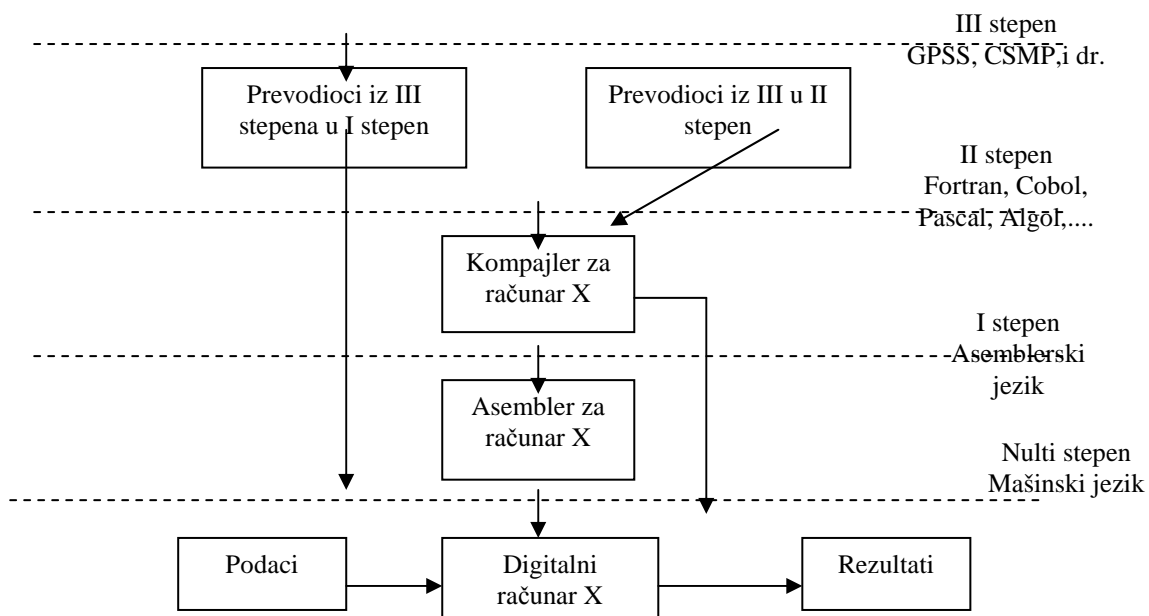 III stepen
GPSS, CSMP,i dr.
Prevodioci iz III
stepena u I stepen
Prevodioci iz III u II
stepen
II stepen
Fortran, Cobol,
Pascal, Algol,....
Kompajler za
računar X
I stepen
Asemblerski
jezik
Asembler za
računar X
Nulti stepen
Mašinski jezik
Podaci
Digitalni
računar X
Rezultati